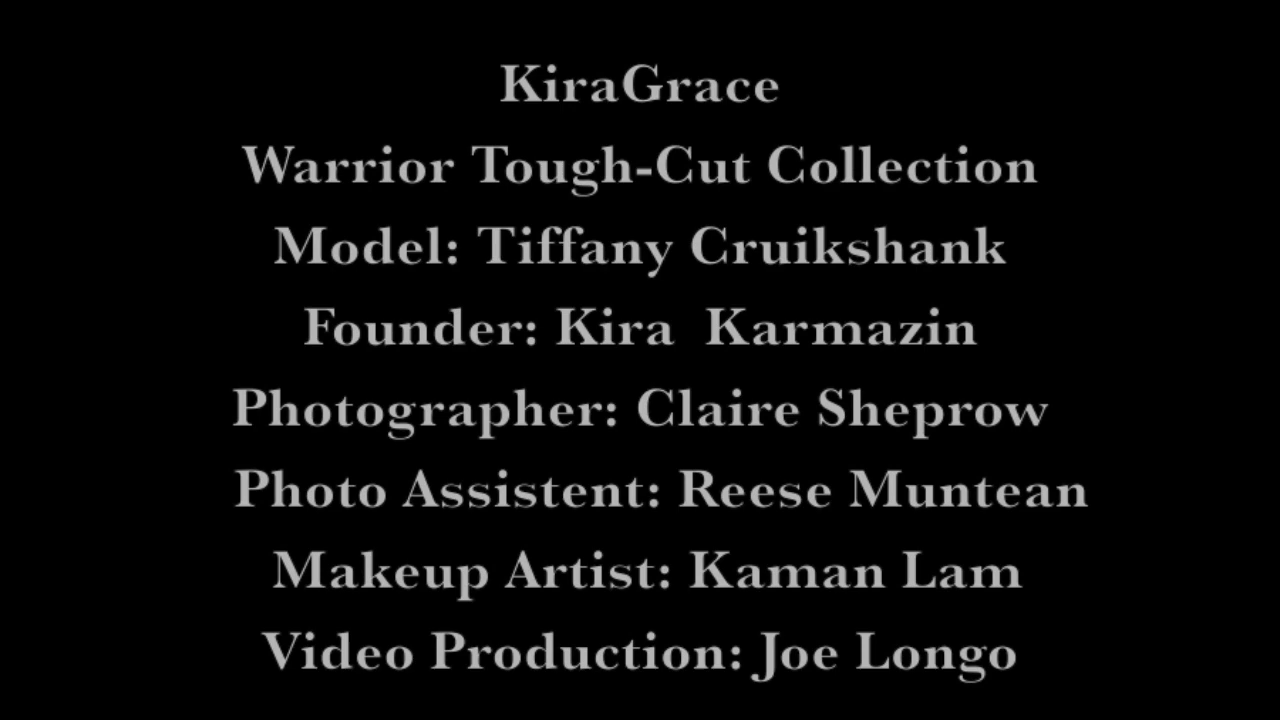 KiraGrace
Warrior Tough-Cut Collection
Model: Tiffany Cruikshank
Founder: Kira  Karmazin
Photographer: Claire Sheprow
Photo Assistent: Reese Muntean
Makeup Artist: Kaman Lam
Video Production: Joe Longo